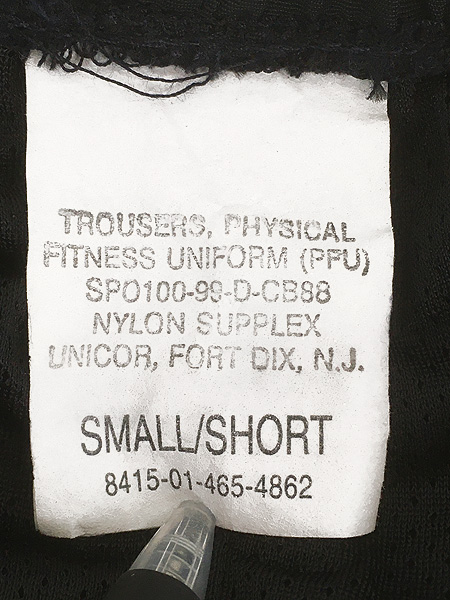 TROUSERS, PHYSICAL
FITNESS UNIFORM (PFU)
SPO100-99-D-CB88
NYLON SUPPLEX
UNICOR, FORT DIX, N.J.
SMALL/SHORT
8415-01-465-4862